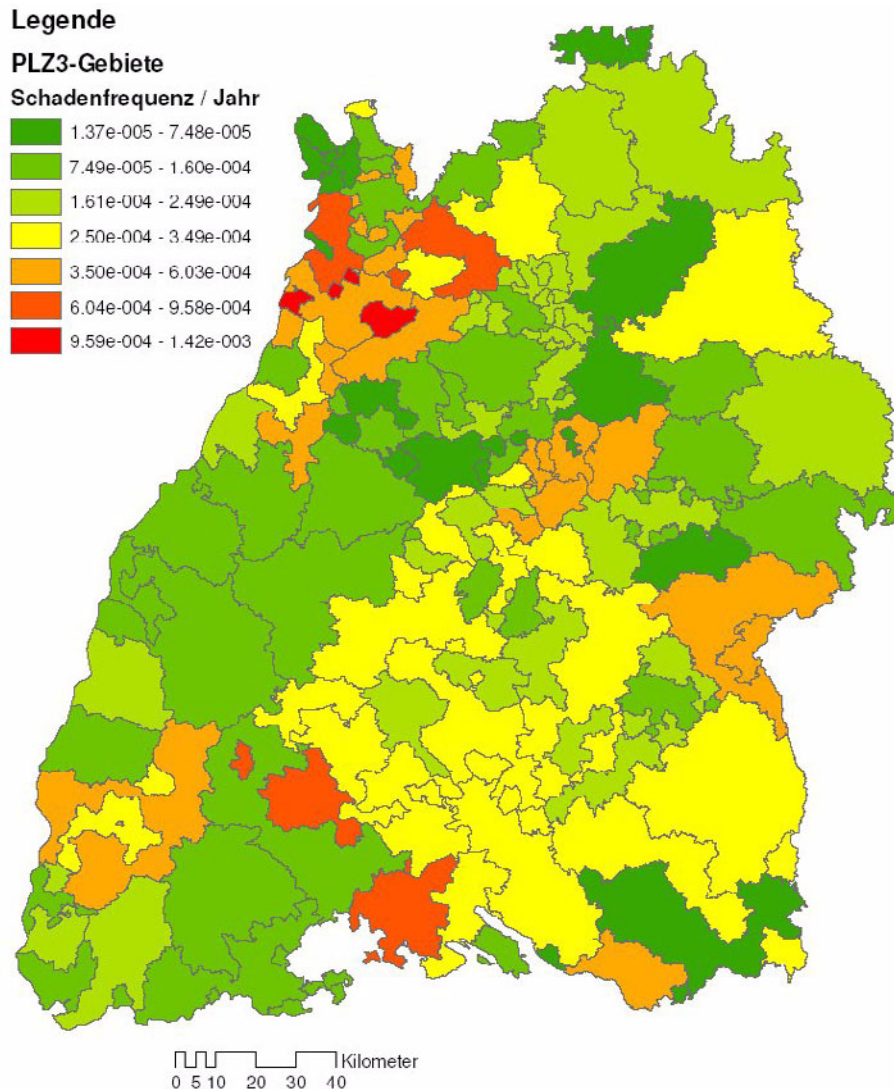 Legende
PLZ3-Gebiete
Schadenfrequenz / Jahr
1.37e-005 - 7.48e-005
7.49e-005 - 1.60e-004
1.61e-004 - 2.49e-004
2.50e-004 - 3.49e-004
3.50e-004 - 6.03e-004
6.04e-004 - 9.58e-004
9.59e-004 - 1.42e-003
Kilometer
0 5 10 20 30 40